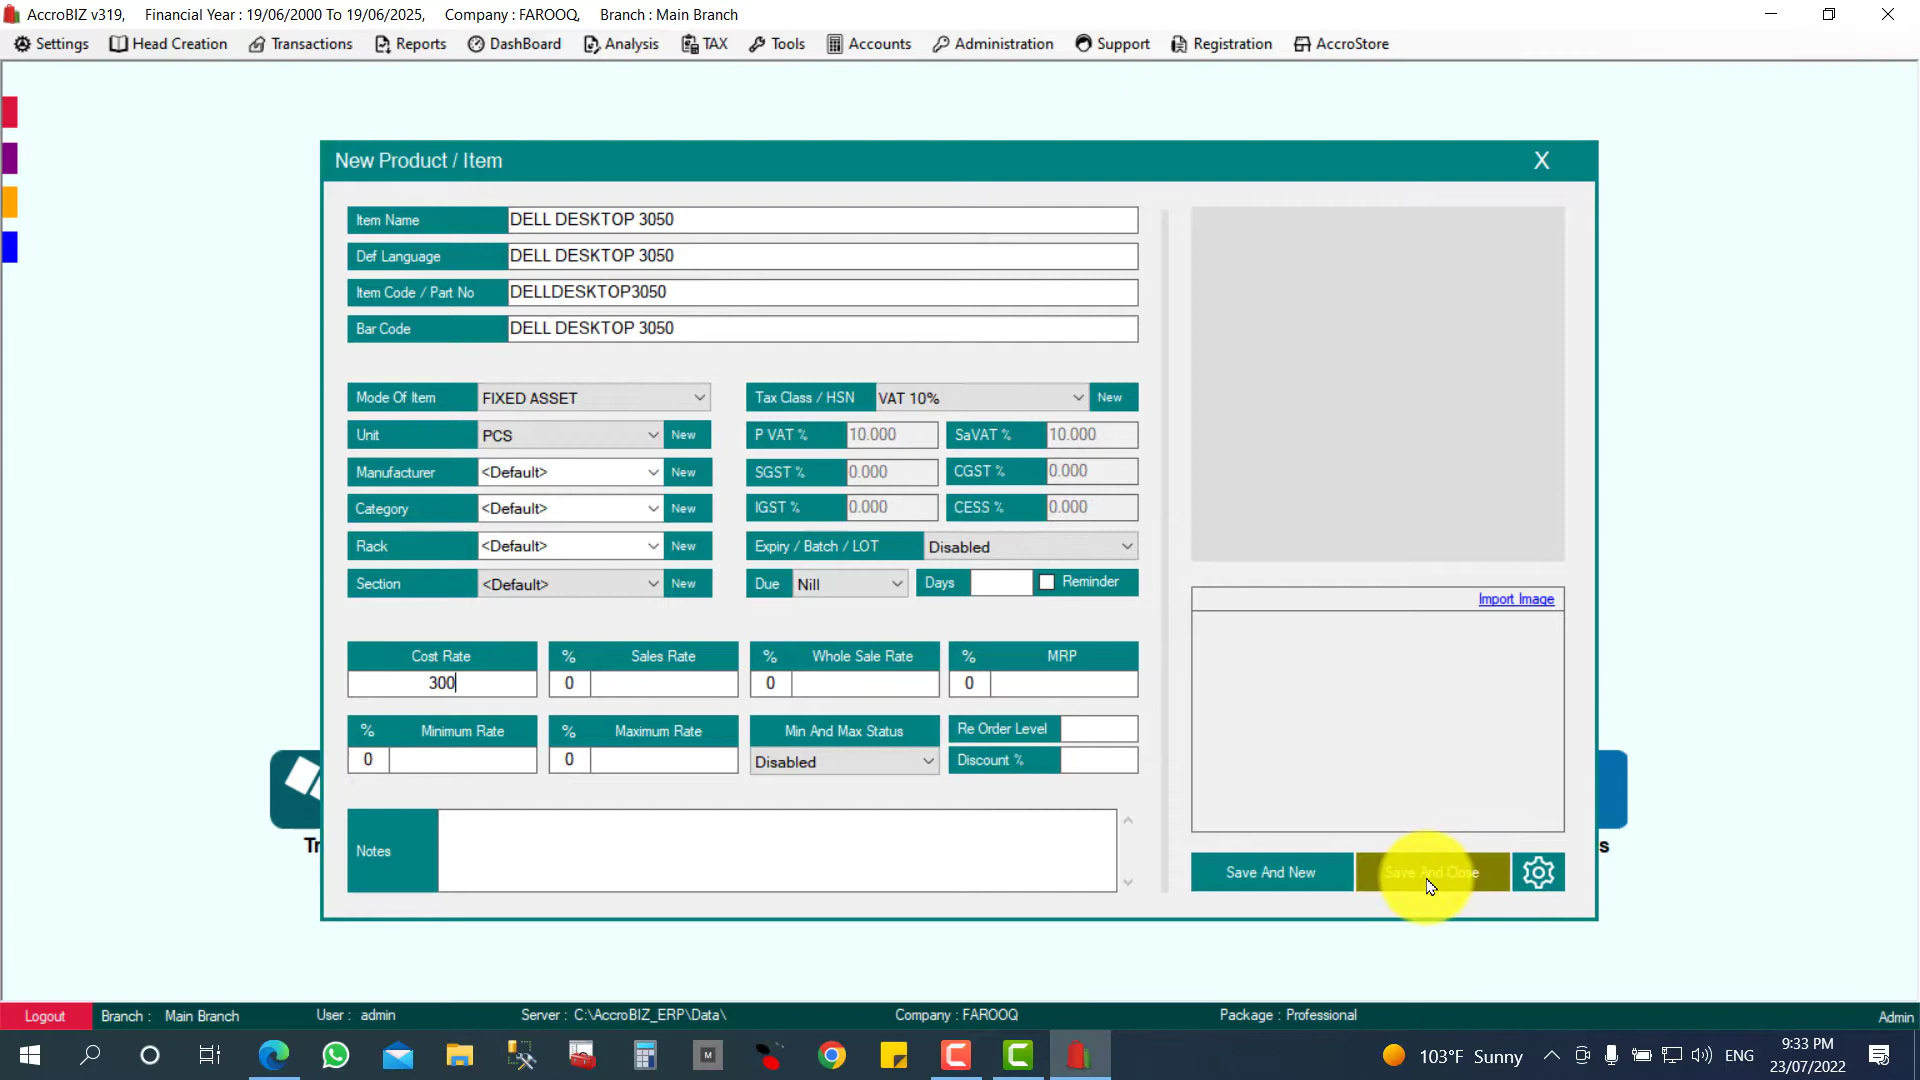 AccroBIZ v319, Financial Year : 19/06/2000 To 19/06/2025, Company : FAROOQ, Branch : Main Branch
Settings Head Creation Transactions Reports DashBoard Analysis TAX Tools Accounts Administration Support Registration AccroStore
New Product / Item X
Item Name DELL DESKTOP 3050
Def Language DELL DESKTOP 3050
Item Code / Part No DELLDESKTOP3050
Bar Code DELL DESKTOP 3050
Mode Of Item FIXED ASSET Tax Class / HSN VAT 10% New
Unit PCS New P VAT % 10.000 SaVAT % 10.000
Manufacturer <Default> New SGST % 0.000 CGST % 0.000
Category <Default> New IGST % 0.000 CESS % 0.000
Rack <Default> New Expiry / Batch / LOT Disabled
Section <Default> New Due Nill Days Reminder
Import Image
Cost Rate % Sales Rate % Whole Sale Rate % MRP
300 0 0 0
% Minimum Rate % Maximum Rate Min And Max Status Re Order Level
0 0 Disabled Discount %
Notes
Tr s
Save And New Save And Close
Logout Branch : Main Branch User : admin Server : C:\AccroBIZ_ERP\Data\ Company : FAROOQ Package : Professional Admin
M 103°F Sunny ENG 9:33 PM
23/07/2022